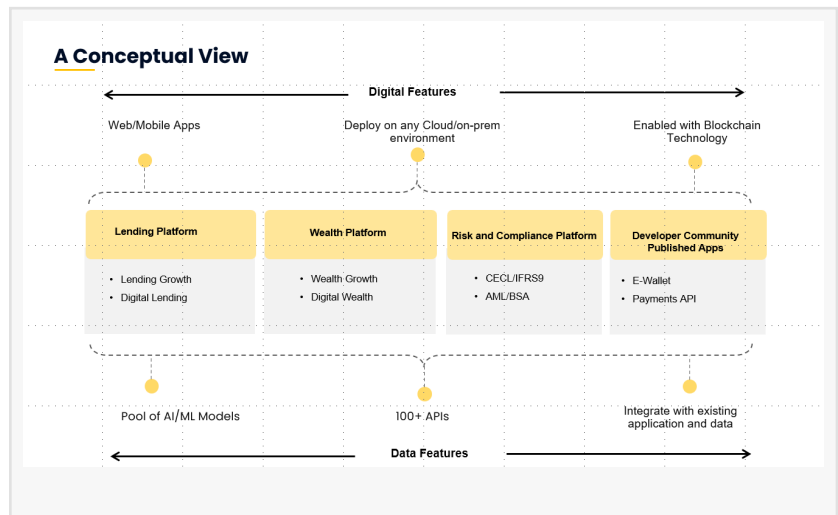 A Conceptual View
Digital Features
Web/Mobile Apps
Deploy on any Cloud/on-prem
environment
Enabled with Blockchain
Technology
Lending Platform
Wealth Platform
Risk and Compliance Platform
Developer Community
Published Apps
• Lending Growth
• Digital Lending
• Wealth Growth
• Digital Wealth
• CECL/IFRS9
• AML/BSA
• E-Wallet
• Payments API
Pool of AI/ML Models
100+ APIs
Integrate with existing
application and data
Data Features